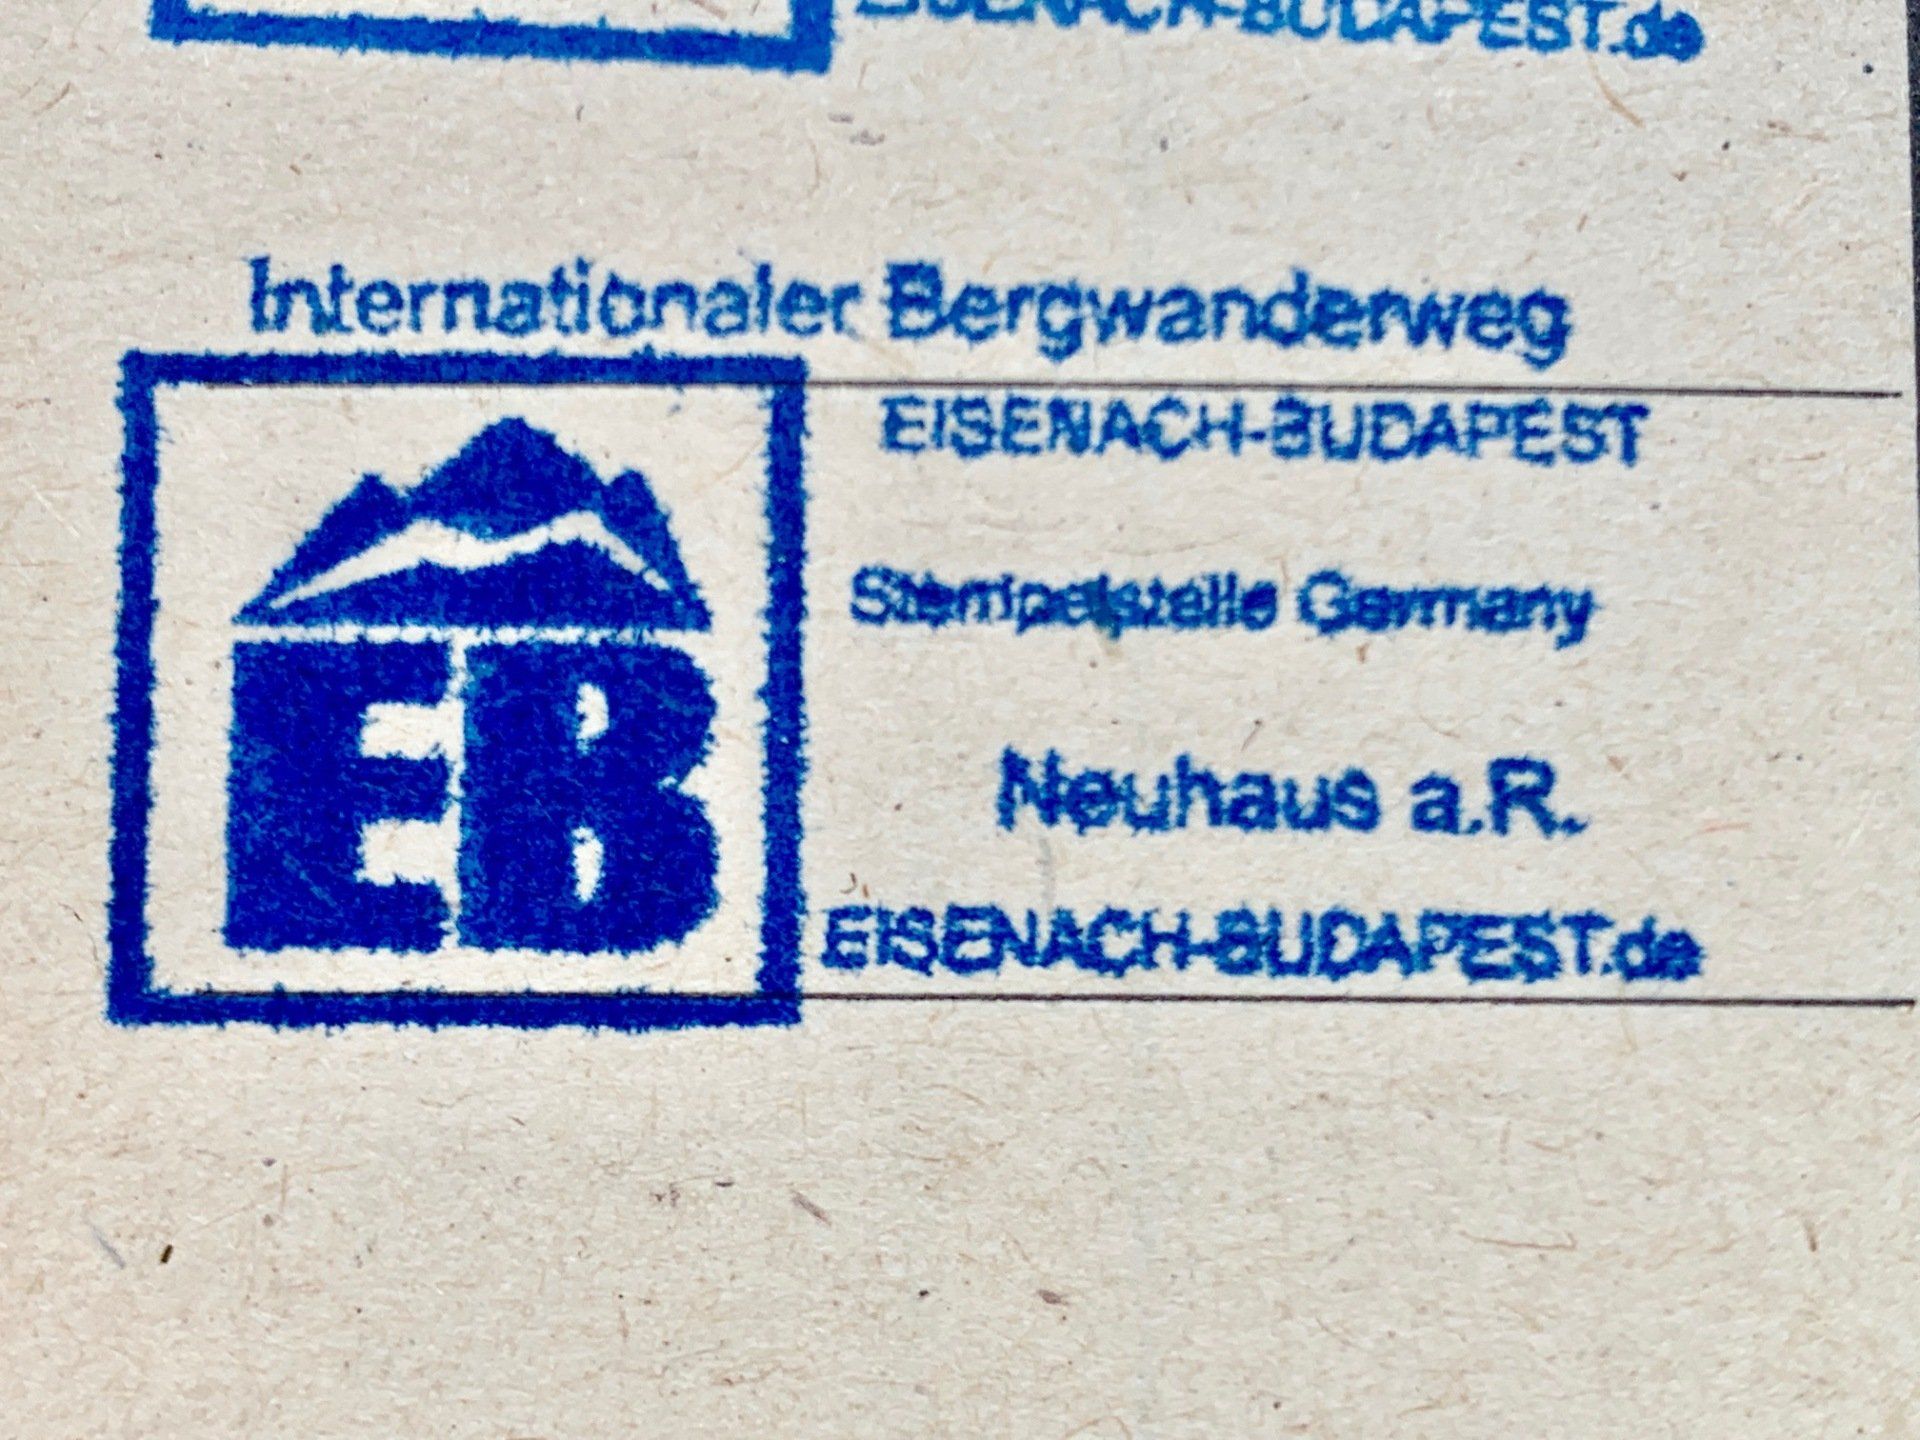 EISENACH-BUDAPEST.de
Internationaler Bergwanderweg
EISENACH-BUDAPEST
Stempelstelle Germany
EB
Neuhaus a.R.
EISENACH-BUDAPEST.de